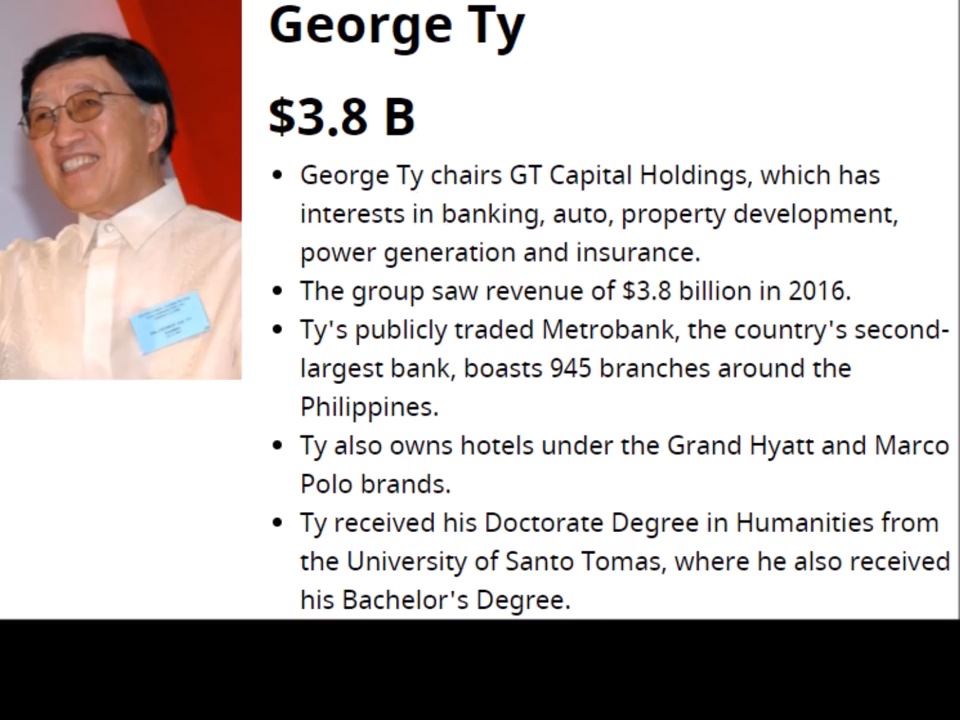 George Ty
$3.8 B
• George Ty chairs GT Capital Holdings, which has
interests in banking, auto, property development,
power generation and insurance.
• The group saw revenue of $3.8 billion in 2016.
• Ty's publicly traded Metrobank, the country's second-
largest bank, boasts 945 branches around the
Philippines.
• Ty also owns hotels under the Grand Hyatt and Marco
Polo brands.
• Ty received his Doctorate Degree in Humanities from
the University of Santo Tomas, where he also received
his Bachelor's Degree.